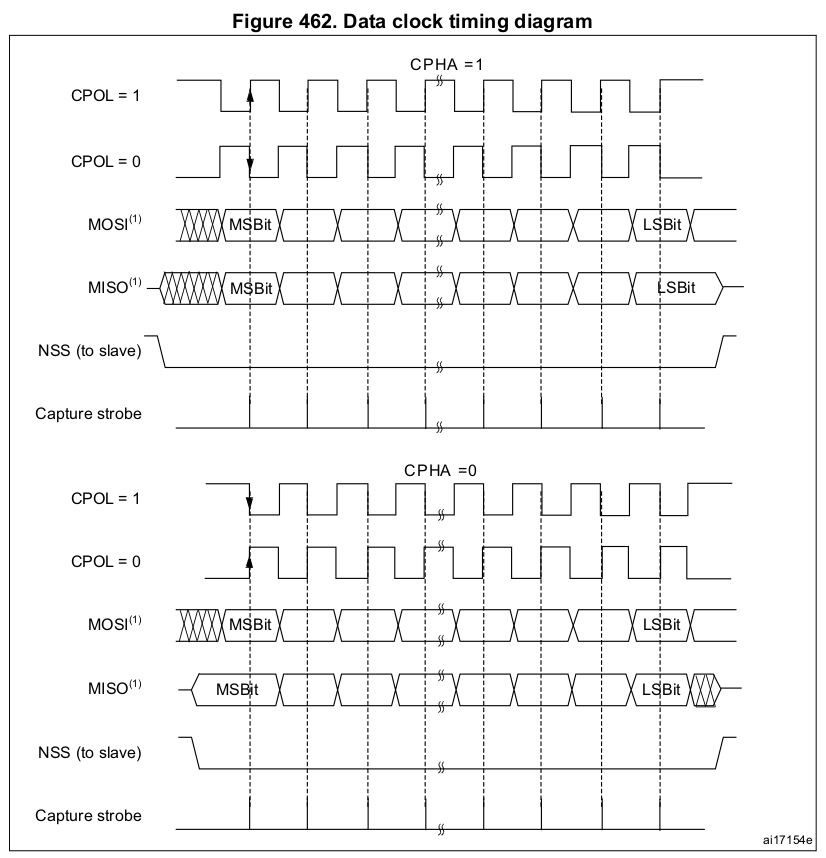 Figure 462. Data clock timing diagram
CPHA =1
CPOL = 1
CPOL = 0
MOSI(1) MSBit LSBit
MISO(1) MSBit LSBit
NSS (to slave)
Capture strobe
CPHA =0
CPOL = 1
CPOL = 0
MOSI(1) MSBit LSBit
MISO(1) MSBit LSBit
NSS (to slave)
Capture strobe
ai17154e